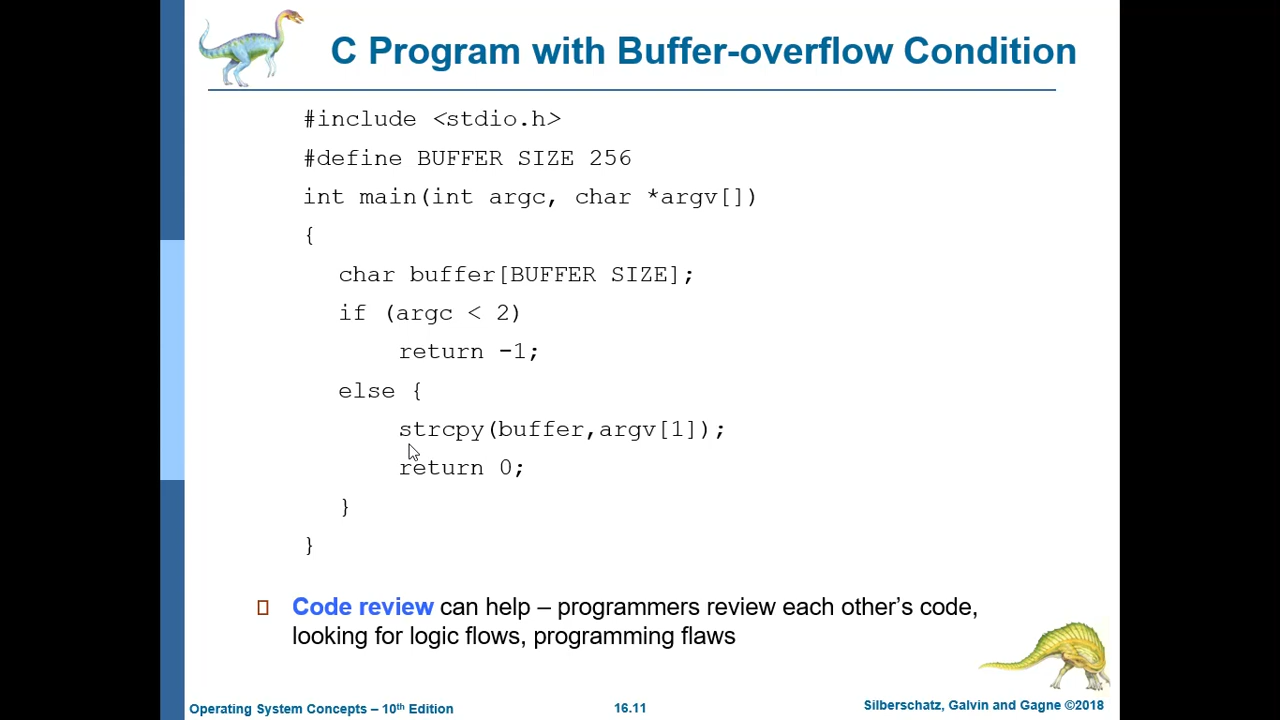 C Program with Buffer-overflow Condition
#include <stdio.h>
#define BUFFER SIZE 256
int main(int argc, char *argv[])
{
char buffer[BUFFER SIZE];
if (argc < 2)
return -1;
else {
strcpy(buffer,argv[1]);
return 0;
}
}
Code review can help – programmers review each other’s code,
looking for logic flows, programming flaws
Operating System Concepts – 10th Edition
16.11
Silberschatz, Galvin and Gagne ©2018